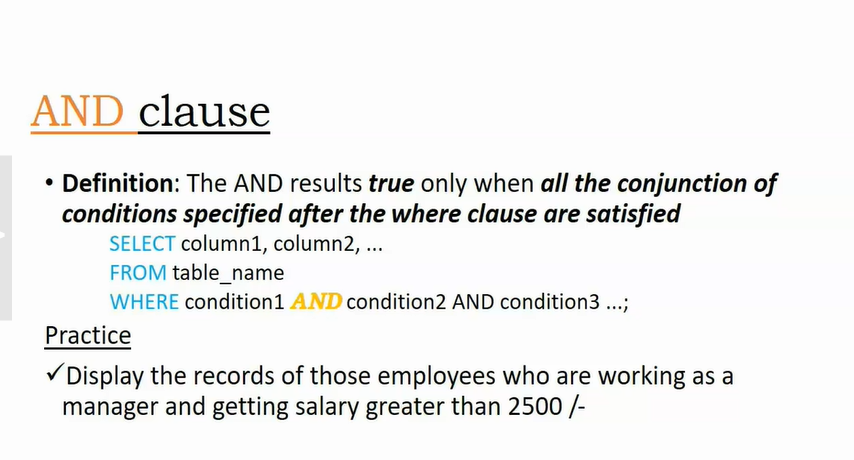 AND clause
• Definition: The AND results true only when all the conjunction of
conditions specified after the where clause are satisfied
SELECT column1, column2, ...
FROM table_name
WHERE condition1 AND condition2 AND condition3 ...;
Practice
✓Display the records of those employees who are working as a
manager and getting salary greater than 2500 /-